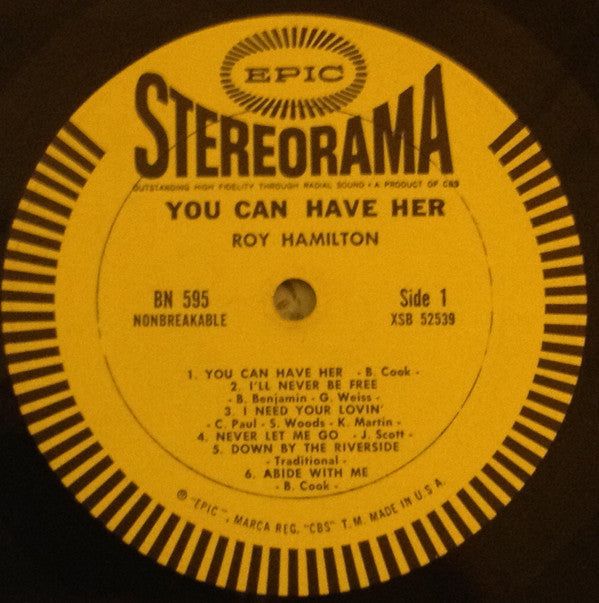 EPIC
STEREORAMA
OUTSTANDING HIGH FIDELITY THROUGH RADIAL SOUND • A PRODUCT OF CBS
YOU CAN HAVE HER
ROY HAMILTON
BN 595 Side 1
NONBREAKABLE XSB 52539
1. YOU CAN HAVE HER - B. Cook -
2. I'LL NEVER BE FREE
- B. Benjamin - G. Weiss -
3. I NEED YOUR LOVIN'
- C. Paul - S. Woods - K. Martin -
4. NEVER LET ME GO - J. Scott -
5. DOWN BY THE RIVERSIDE
- Traditional -
6. ABIDE WITH ME
- B. Cook -
℗ "EPIC", MARCA REG. "CBS" T.M. MADE IN U.S.A.